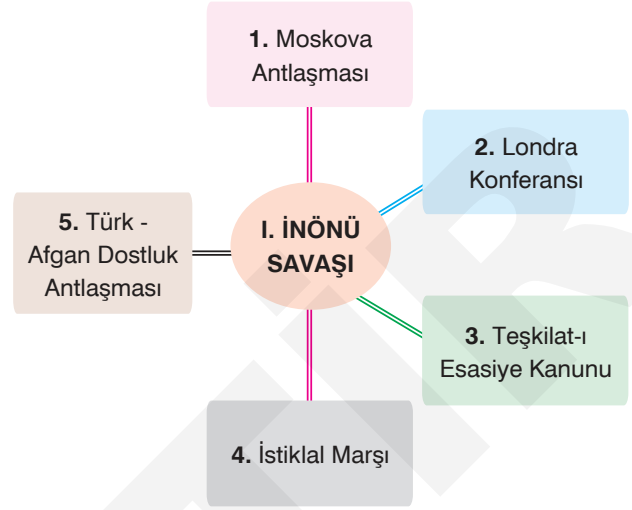 1. Moskova
Antlaşması
2. Londra
Konferansı
I. İNÖNÜ
SAVAŞI
5. Türk -
Afgan Dostluk
Antlaşması
3. Teşkilat-ı
Esasiye Kanunu
4. İstiklal Marşı